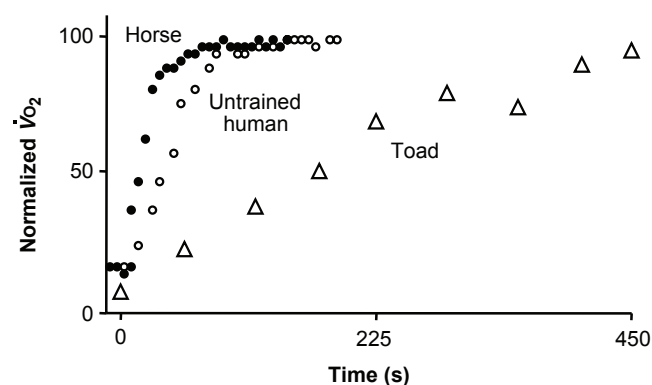 100
Horse
Untrained
human
Toad
50
0
Normalized V̇O₂
0
225
450
Time (s)